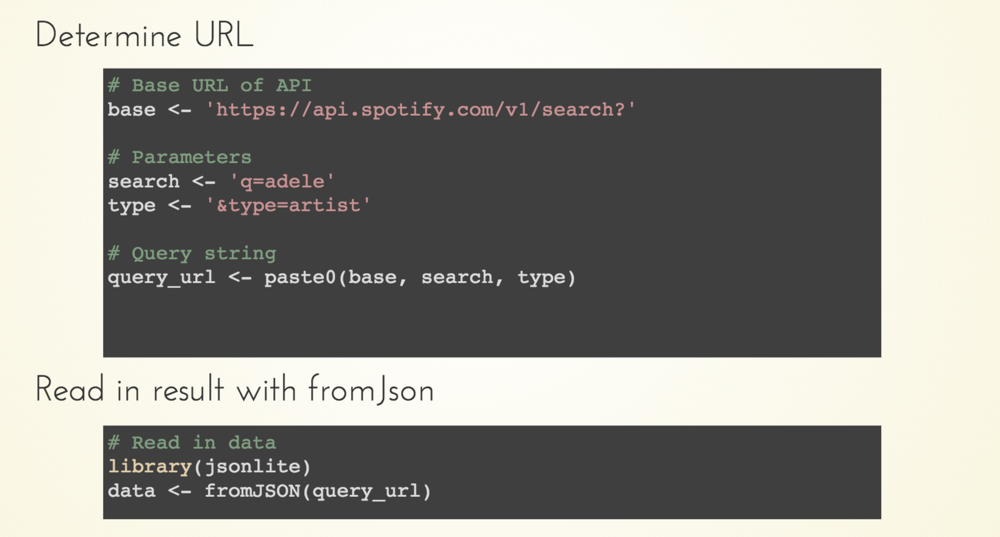 Determine URL
# Base URL of API
base <- 'https://api.spotify.com/v1/search?'
# Parameters
search <- 'q=adele'
type <- '&type=artist'
# Query string
query_url <- paste0(base, search, type)
Read in result with fromJson
# Read in data
library(jsonlite)
data <- fromJSON(query_url)